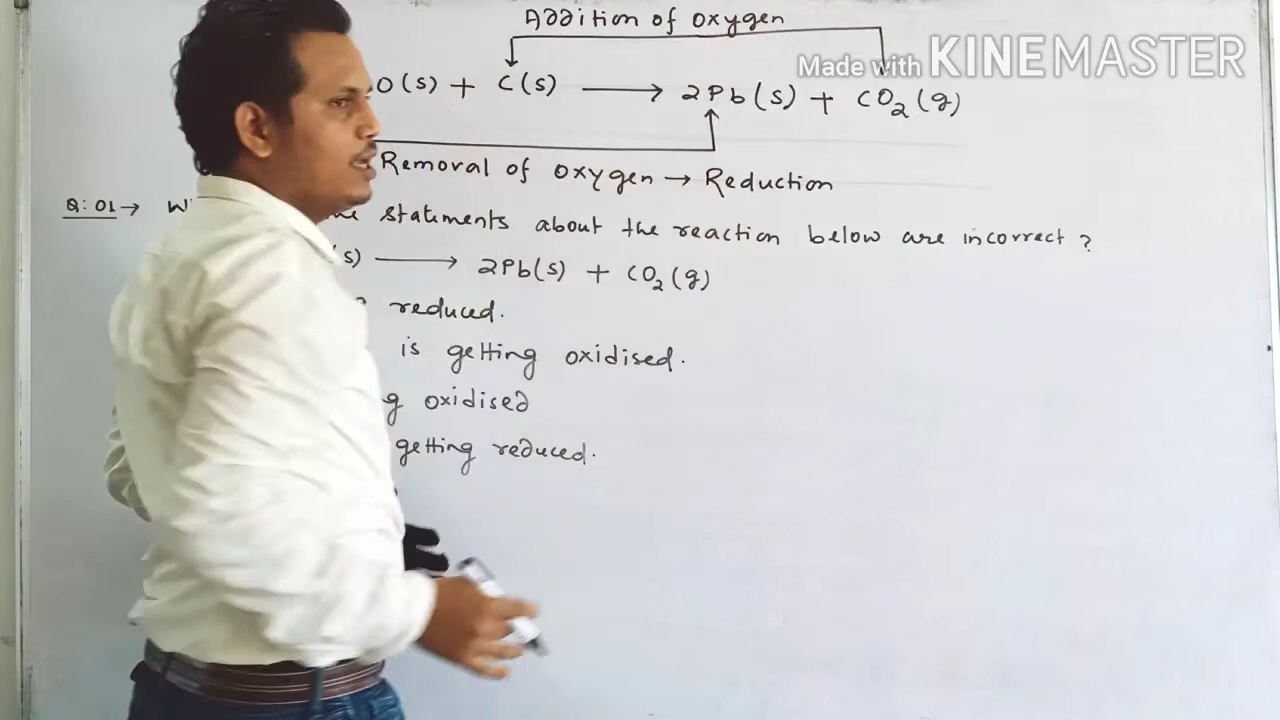 Addition of oxygen
Made with KINEMASTER
O(s) + C(s) ⟶ 2Pb(s) + CO₂(g)
Removal of oxygen → Reduction
Q: 01 → statements about the reaction below are incorrect?
s) ⟶ 2Pb(s) + CO₂(g)
reduced.
is getting oxidised.
g oxidised
getting reduced.